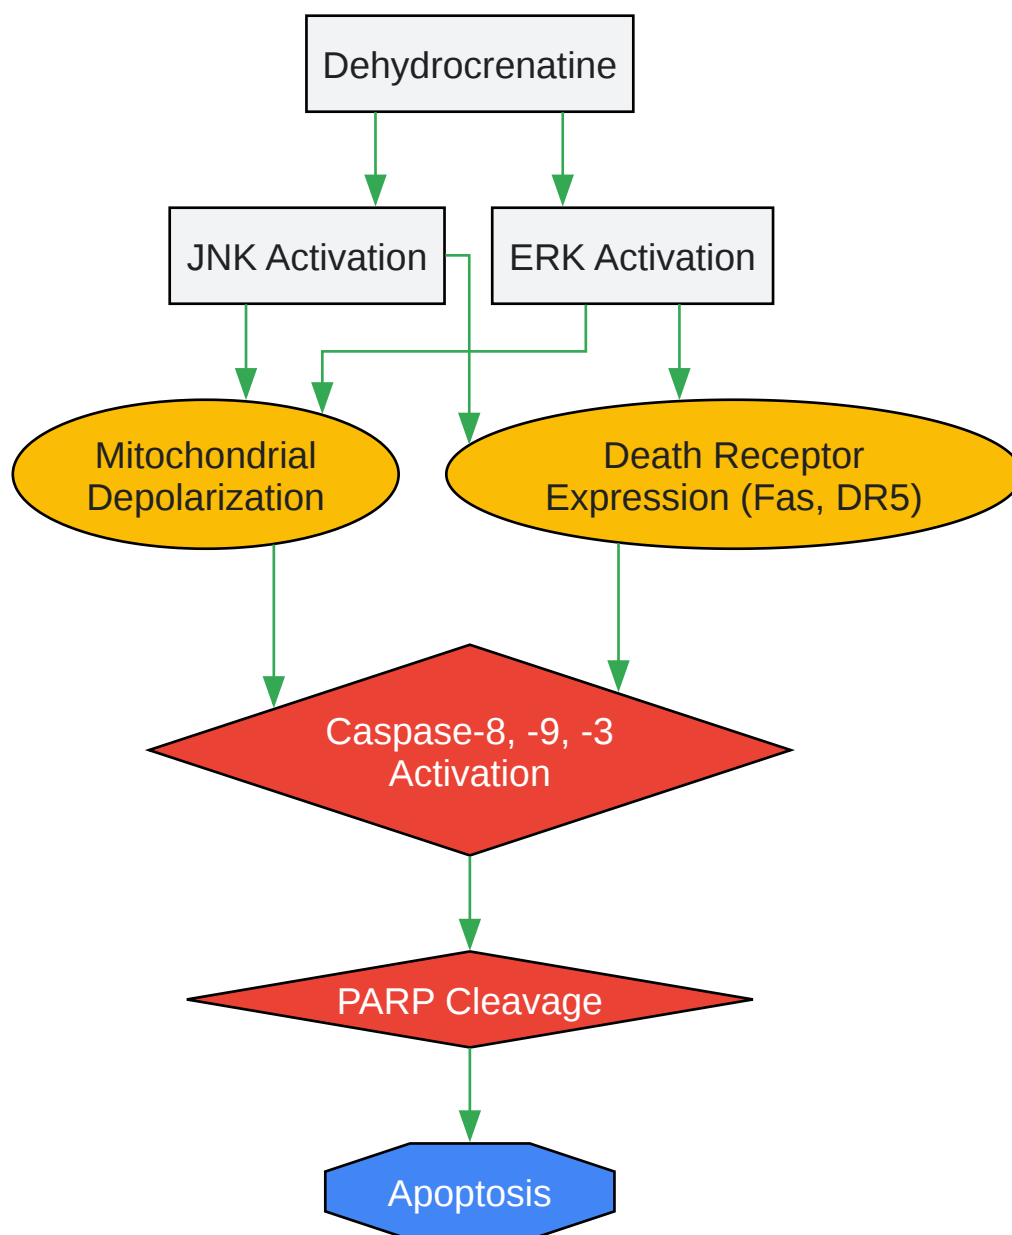 Dehydrocrenatine
JNK Activation
ERK Activation
Mitochondrial
Depolarization
Death Receptor
Expression (Fas, DR5)
Caspase-8, -9, -3
Activation
PARP Cleavage
Apoptosis